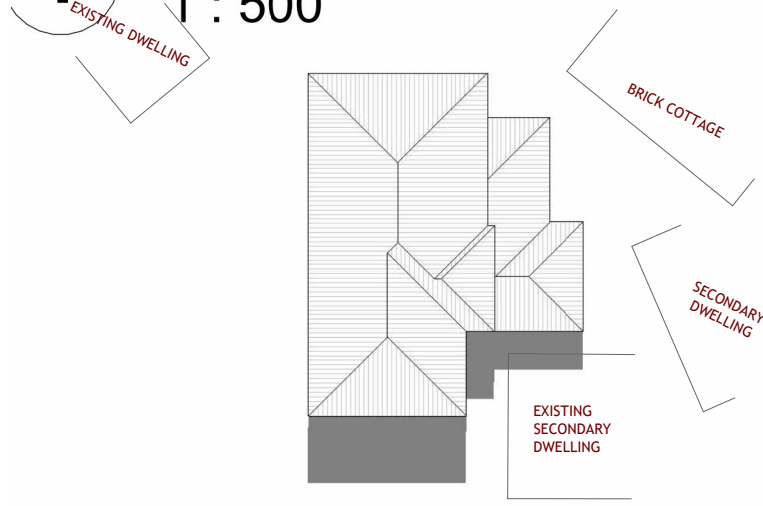 1 : 500
EXISTING DWELLING
BRICK COTTAGE
SECONDARY
DWELLING
EXISTING
SECONDARY
DWELLING